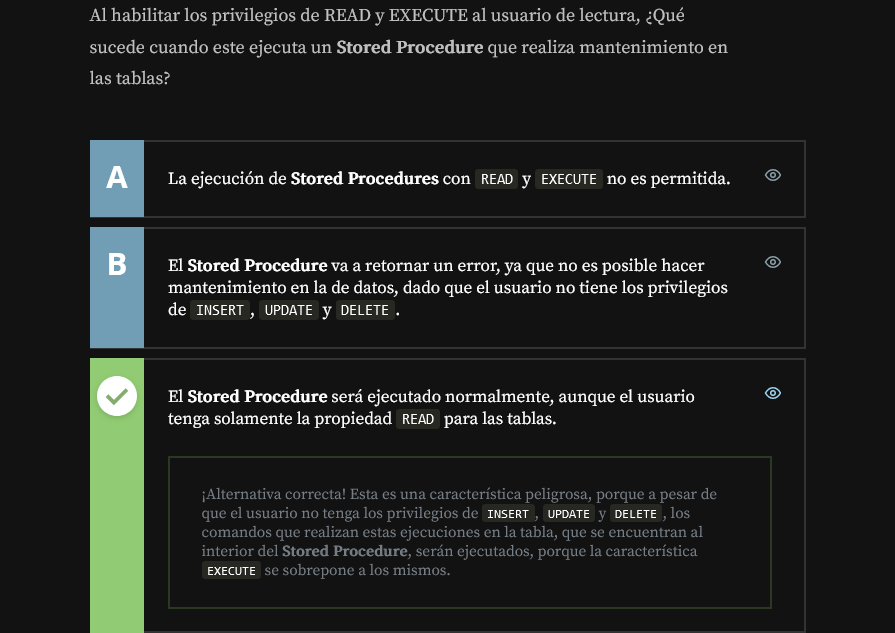 Al habilitar los privilegios de READ y EXECUTE al usuario de lectura, ¿Qué
sucede cuando este ejecuta un Stored Procedure que realiza mantenimiento en
las tablas?
A
La ejecución de Stored Procedures con READ y EXECUTE no es permitida.
B
El Stored Procedure va a retornar un error, ya que no es posible hacer
mantenimiento en la de datos, dado que el usuario no tiene los privilegios
de INSERT, UPDATE y DELETE.
El Stored Procedure será ejecutado normalmente, aunque el usuario
tenga solamente la propiedad READ para las tablas.
¡Alternativa correcta! Esta es una característica peligrosa, porque a pesar de
que el usuario no tenga los privilegios de INSERT, UPDATE y DELETE, los
comandos que realizan estas ejecuciones en la tabla, que se encuentran al
interior del Stored Procedure, serán ejecutados, porque la característica
EXECUTE se sobrepone a los mismos.